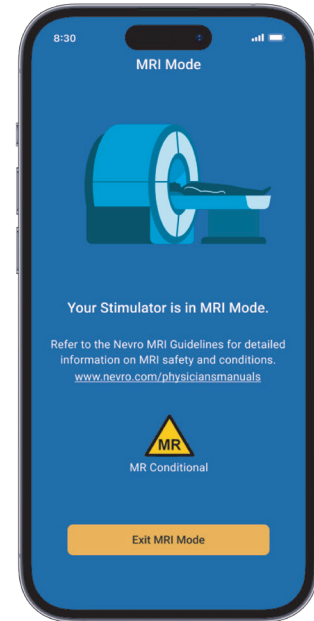 8:30
MRI Mode
Your Stimulator is in MRI Mode.
Refer to the Nevro MRI Guidelines for detailed
information on MRI safety and conditions.
www.nevro.com/physiciansmanuals
MR
MR Conditional
Exit MRI Mode